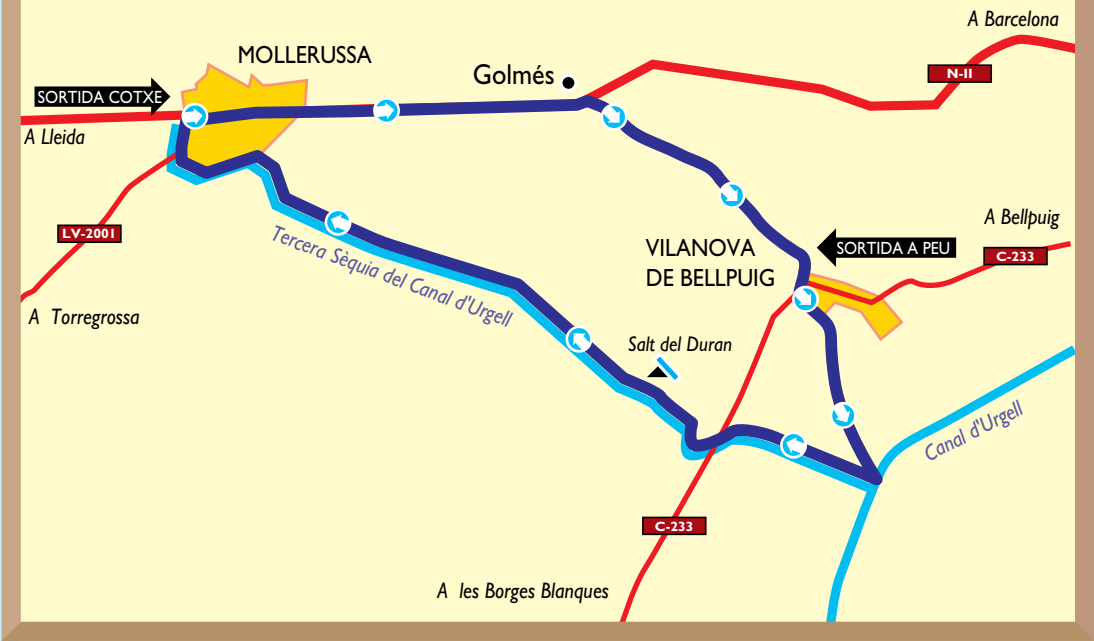 A Barcelona
MOLLERUSSA
Golmés
N-II
SORTIDA COTXE
A Lleida
A Bellpuig
LV-2001
VILANOVA
DE BELLPUIG
SORTIDA A PEU
C-233
Tercera Sèquia del Canal d'Urgell
A Torregrossa
Salt del Duran
Canal d'Urgell
C-233
A les Borges Blanques